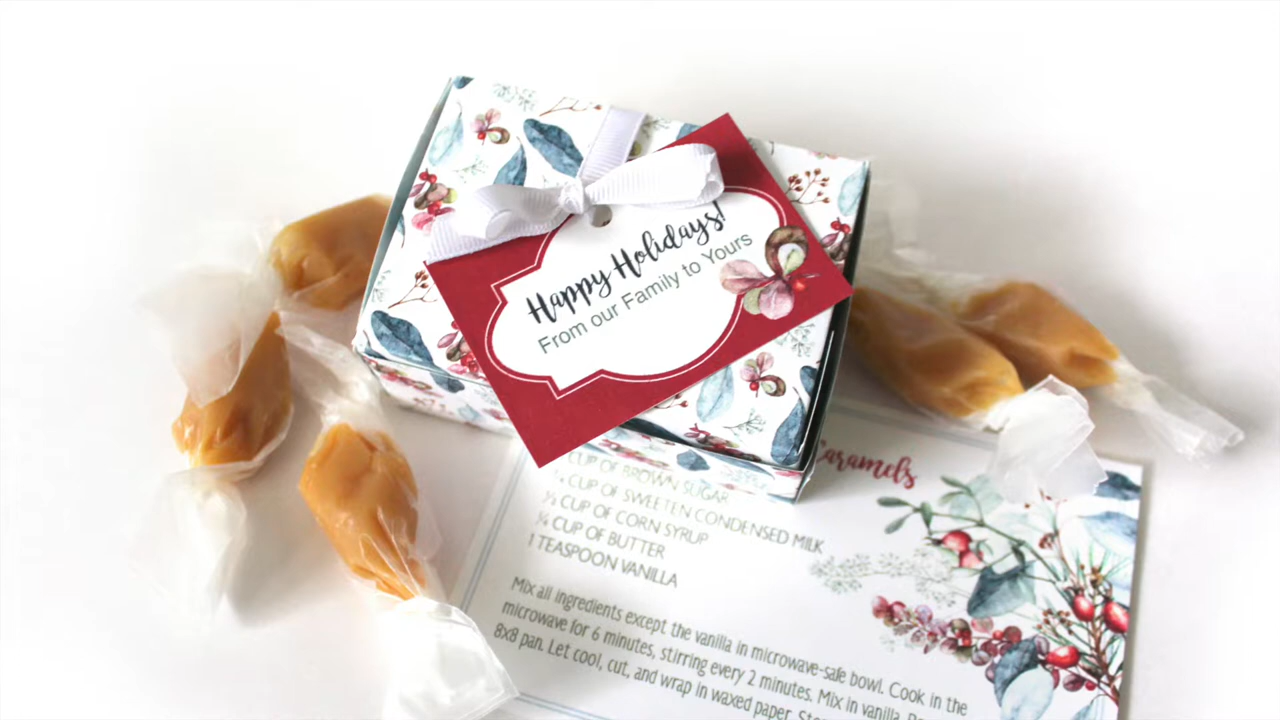 Happy Holidays!
From our Family to Yours
Caramels
CUP OF BROWN SUGAR
CUP OF SWEETEN CONDENSED MILK
CUP OF CORN SYRUP
¼ CUP OF BUTTER
1 TEASPOON VANILLA
Mix all ingredients except the vanilla in microwave-safe bowl. Cook in the
microwave for 6 minutes, stirring every 2 minutes. Mix in vanilla.
8x8 pan. Let cool, cut, and wrap in waxed paper.